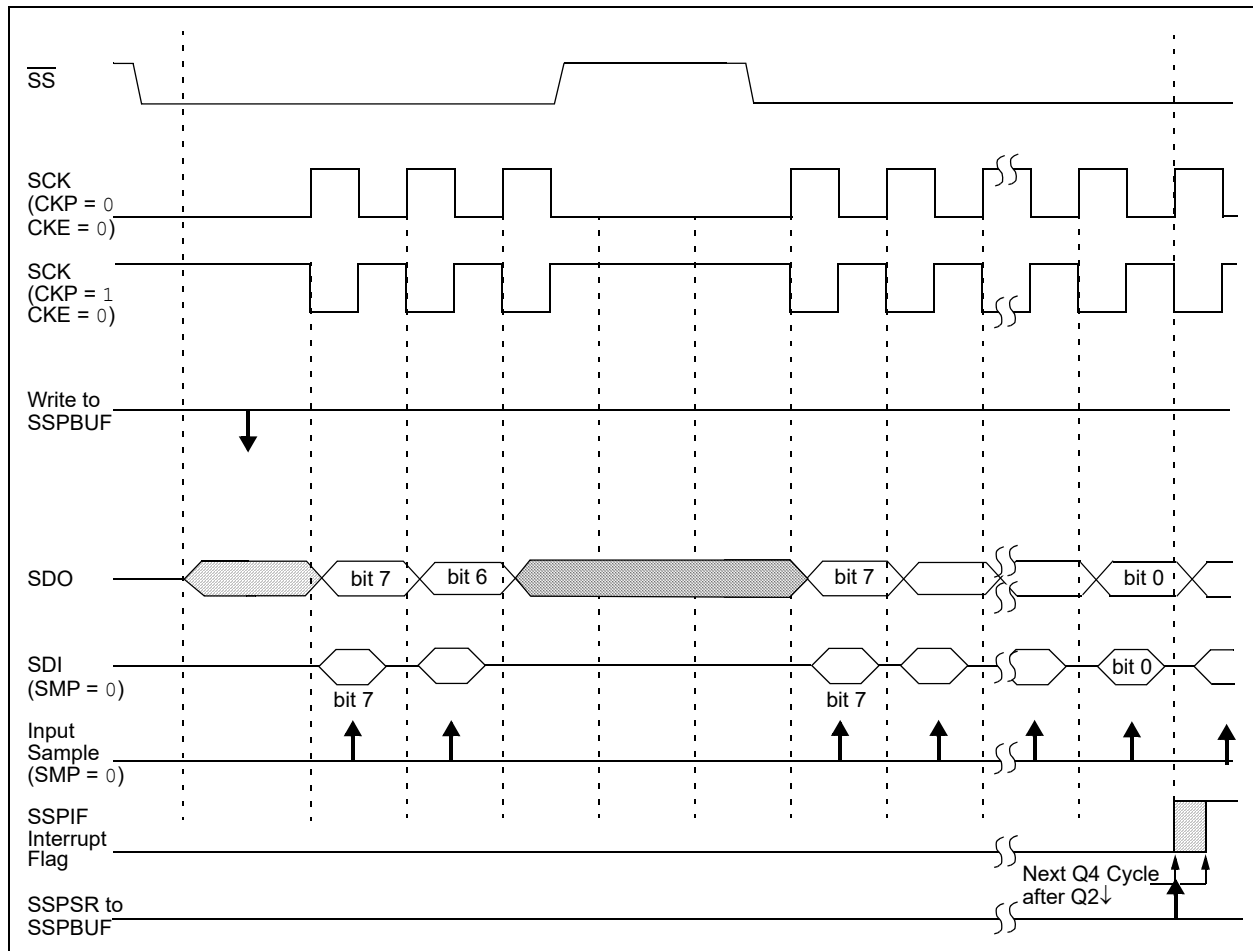 SS
SCK
(CKP = 0
CKE = 0)
SCK
(CKP = 1
CKE = 0)
Write to
SSPBUF
SDO
bit 7
bit 6
bit 7
bit 0
SDI
(SMP = 0)
bit 7
bit 7
bit 0
Input
Sample
(SMP = 0)
SSPIF
Interrupt
Flag
Next Q4 Cycle
after Q2↓
SSPSR to
SSPBUF